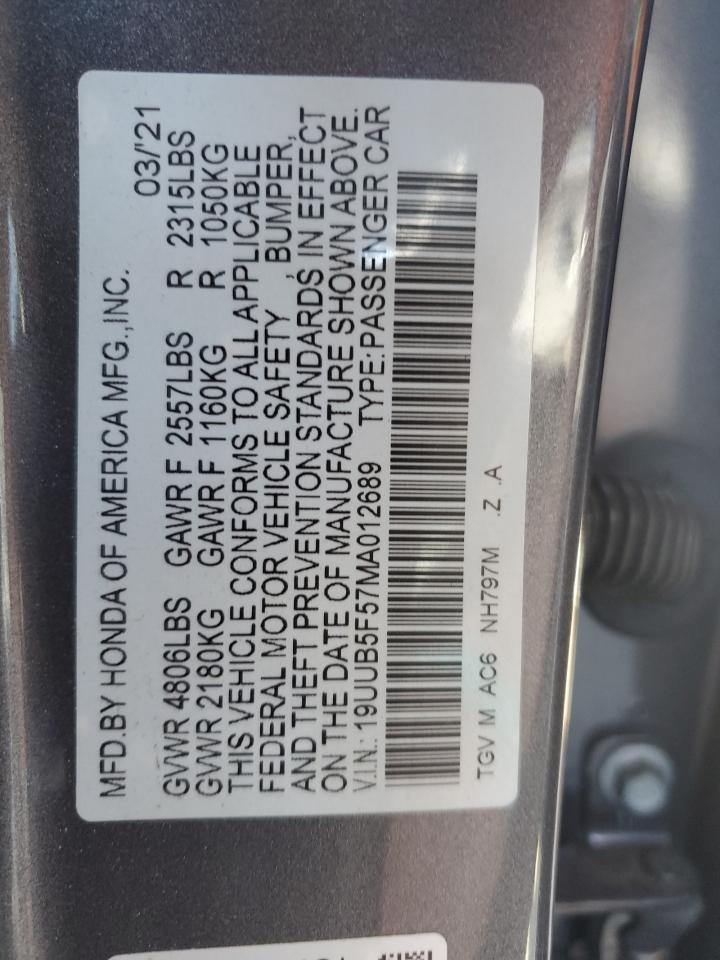 MFD.BY HONDA OF AMERICA MFG.,INC. 03/'21
GVWR 4806LBS GAWR F 2557LBS R 2315LBS
GVWR 2180KG GAWR F 1160KG R 1050KG
THIS VEHICLE CONFORMS TO ALL APPLICABLE
FEDERAL MOTOR VEHICLE SAFETY , BUMPER,
AND THEFT PREVENTION STANDARDS IN EFFECT
ON THE DATE OF MANUFACTURE SHOWN ABOVE.
V.I.N.: 19UUB5F57MA012689 TYPE:PASSENGER CAR
TGV M AC6 NH797M .Z .A